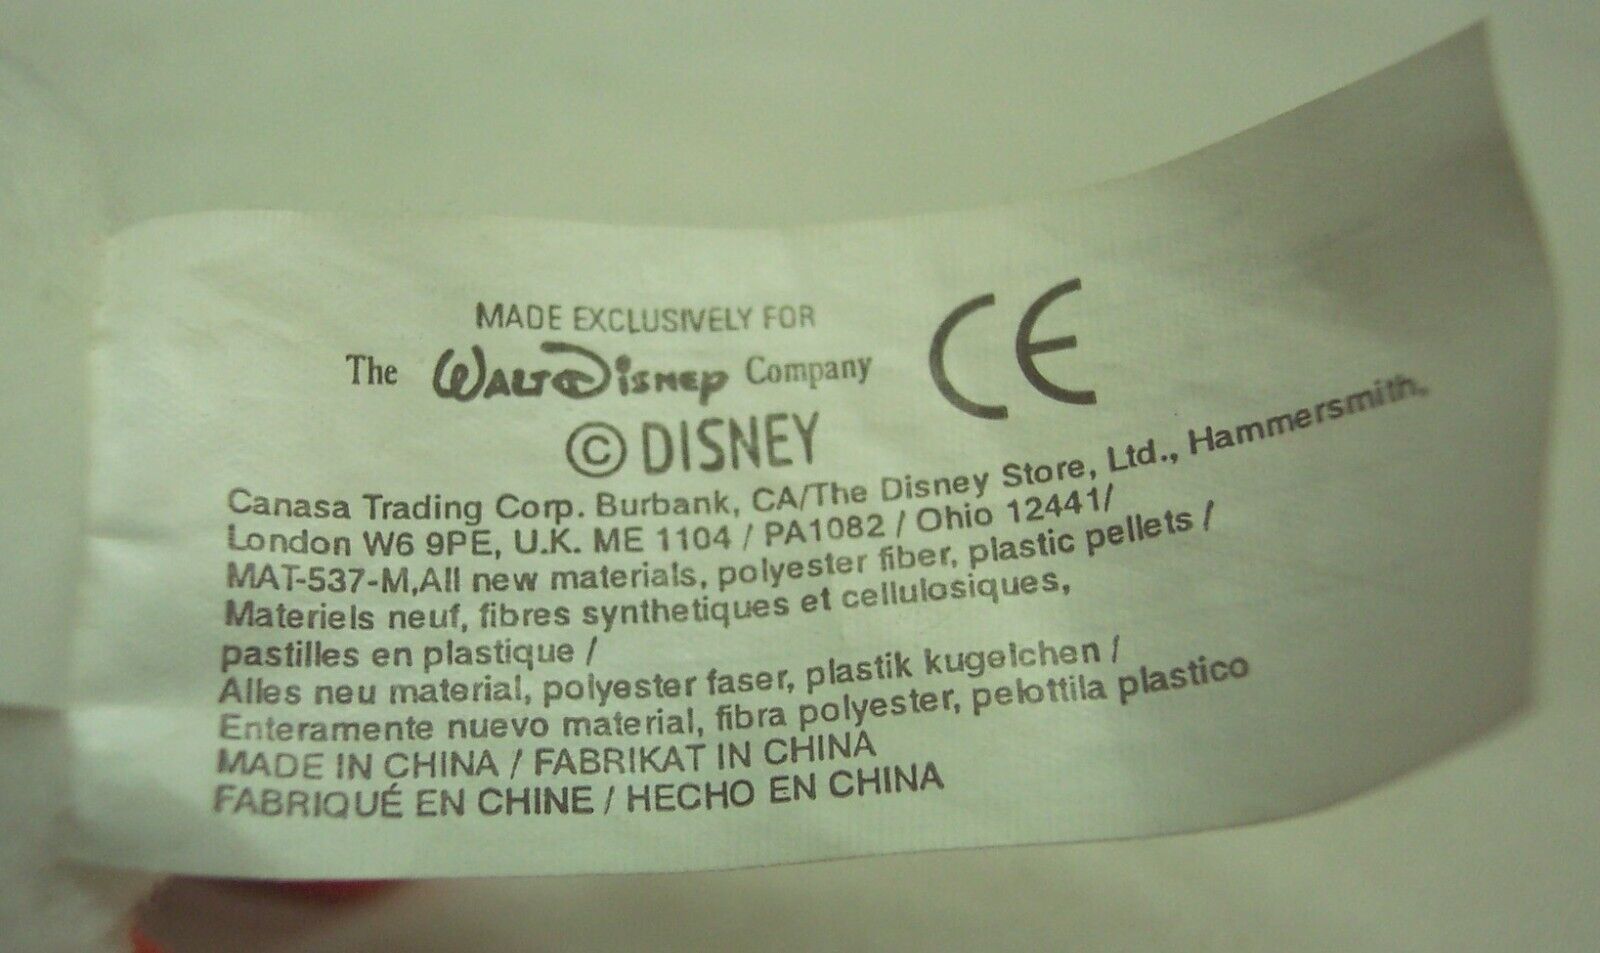 MADE EXCLUSIVELY FOR
The Walt Disney Company
CE
© DISNEY
Canasa Trading Corp. Burbank, CA/The Disney Store, Ltd., Hammersmith,
London W6 9PE, U.K. ME 1104 / PA1082 / Ohio 12441/
MAT-537-M,All new materials, polyester fiber, plastic pellets /
Materiels neuf, fibres synthetiques et cellulosiques,
pastilles en plastique /
Alles neu material, polyester faser, plastik kugelchen /
Enteramente nuevo material, fibra polyester, pelottila plastico
MADE IN CHINA / FABRIKAT IN CHINA
FABRIQUÉ EN CHINE / HECHO EN CHINA